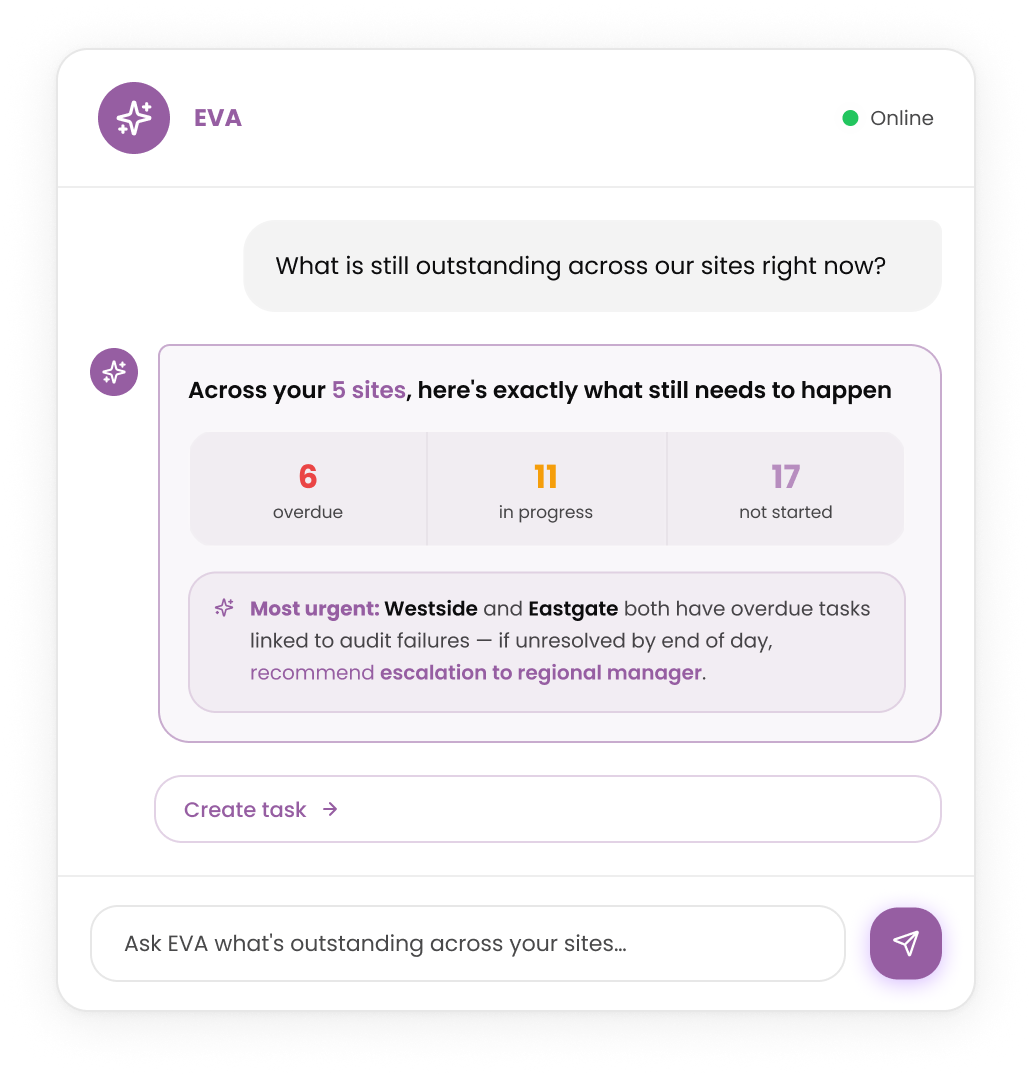 EVA
Online
What is still outstanding across our sites right now?
Across your 5 sites, here's exactly what still needs to happen
6
overdue
11
in progress
17
not started
Most urgent: Westside and Eastgate both have overdue tasks
linked to audit failures — if unresolved by end of day,
recommend escalation to regional manager.
Create task →
Ask EVA what's outstanding across your sites...